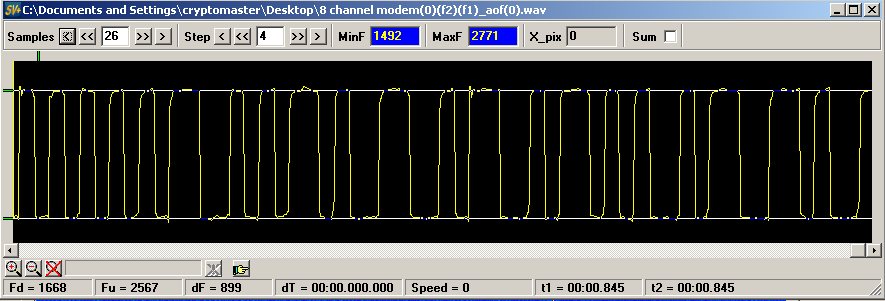 SV+ C:\Documents and Settings\cryptomaster\Desktop\8 channel modem(0)(f2)(f1)_aof(0).wav
Samples < << 26 >> > Step < << 4 >> > MinF 1492 MaxF 2771 X_pix 0 Sum
Fd = 1668 Fu = 2567 dF = 899 dT = 00:00.000.000 Speed = 0 t1 = 00:00.845 t2 = 00:00.845